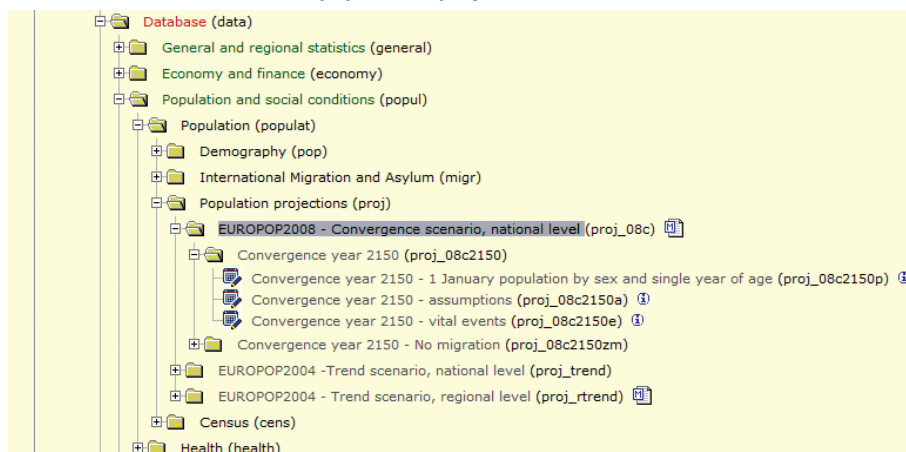 Database (data)
General and regional statistics (general)
Economy and finance (economy)
Population and social conditions (popul)
Population (populat)
Demography (pop)
International Migration and Asylum (migr)
Population projections (proj)
EUROPOP2008 - Convergence scenario, national level (proj_08c)
Convergence year 2150 (proj_08c2150)
Convergence year 2150 - 1 January population by sex and single year of age (proj_08c2150p)
Convergence year 2150 - assumptions (proj_08c2150a)
Convergence year 2150 - vital events (proj_08c2150e)
Convergence year 2150 - No migration (proj_08c2150zm)
EUROPOP2004 -Trend scenario, national level (proj_trend)
EUROPOP2004 - Trend scenario, regional level (proj_rtrend)
Census (cens)
Health (health)